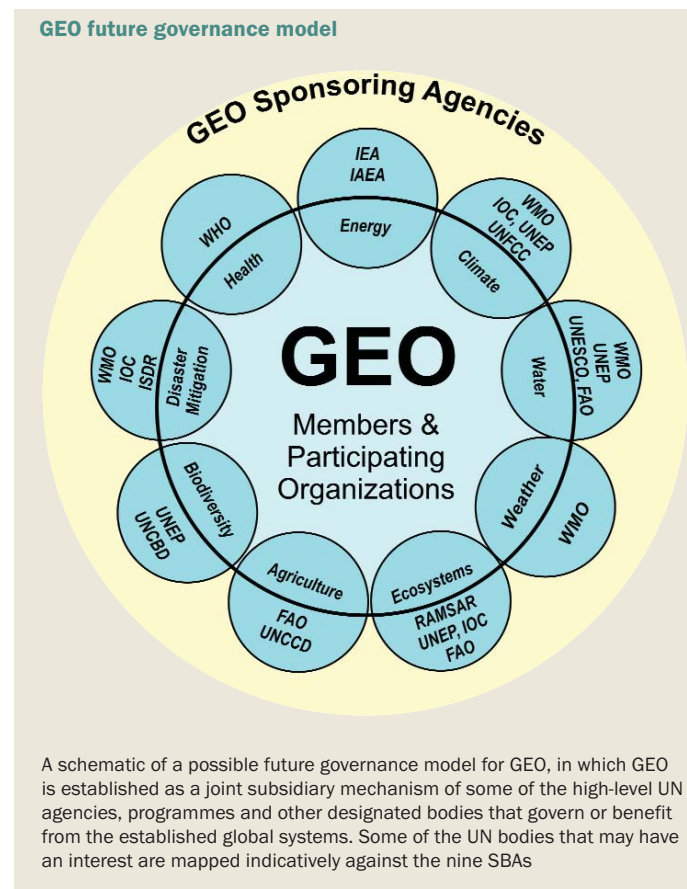 GEO future governance model
GEO Sponsoring Agencies
IEA
IAEA
Energy
WMO
IOC, UNEP
UNFCC
Climate
WMO
UNEP
UNESCO, FAO
Water
Weather
WMO
Ecosystems
RAMSAR
UNEP, IOC
FAO
Agriculture
FAO
UNCCD
Biodiversity
UNEP
UNCBD
WMO
IOC
ISDR
Disaster
Mitigation
WHO
Health
GEO
Members &
Participating
Organizations
A schematic of a possible future governance model for GEO, in which GEO
is established as a joint subsidiary mechanism of some of the high-level UN
agencies, programmes and other designated bodies that govern or benefit
from the established global systems. Some of the UN bodies that may have
an interest are mapped indicatively against the nine SBAs